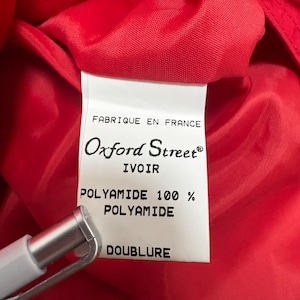 FABRIQUE EN FRANCE
Oxford Street®
IVOIR
POLYAMIDE 100 %
POLYAMIDE
DOUBLURE